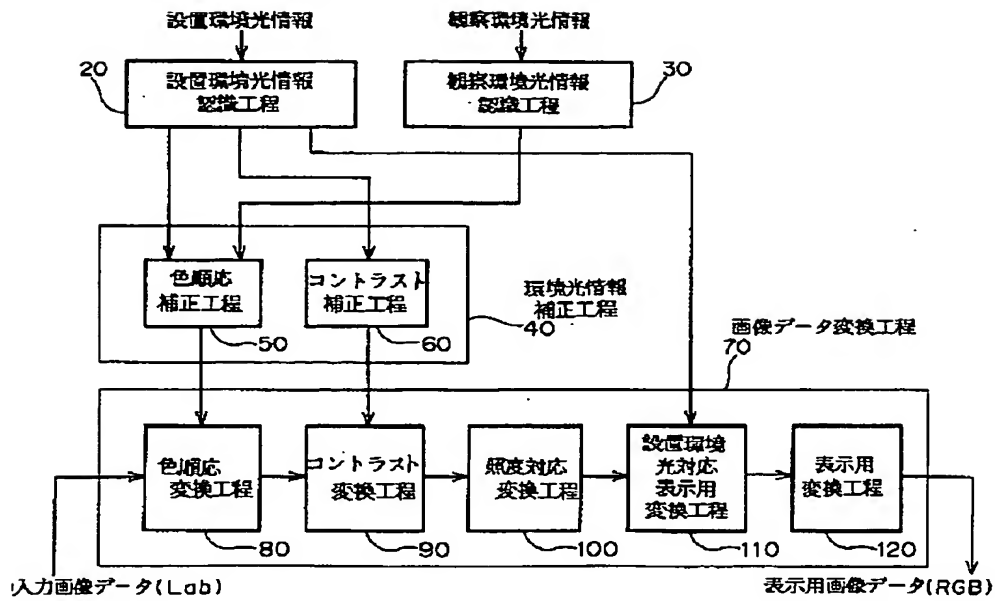 設置環境光情報
観察環境光情報
20
設置環境光情報
認識工程
観察環境光情報
認識工程
30
色順応
補正工程
50
コントラスト
補正工程
60
環境光情報
補正工程
40
画像データ変換工程
70
色順応
変換工程
80
コントラスト
変換工程
90
照度対応
変換工程
100
設置環境
光対応
表示用
変換工程
110
表示用
変換工程
120
入力画像データ(Lab)
表示用画像データ(RGB)